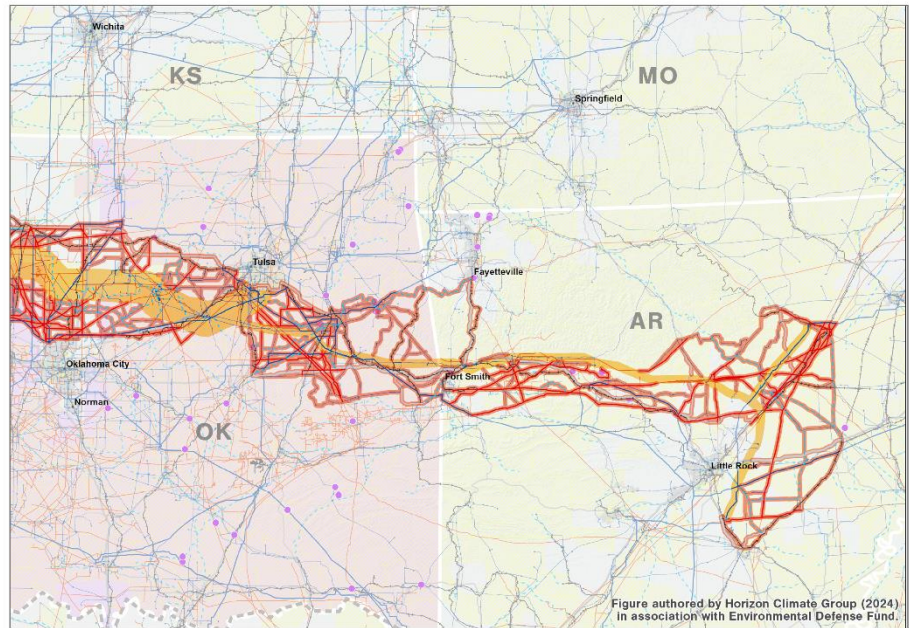 Wichita
KS
MO
Springfield
Tulsa
Fayetteville
AR
Oklahoma City
Fort Smith
Norman
OK
Little Rock
Figure authored by Horizon Climate Group (2024)
in association with Environmental Defense Fund.